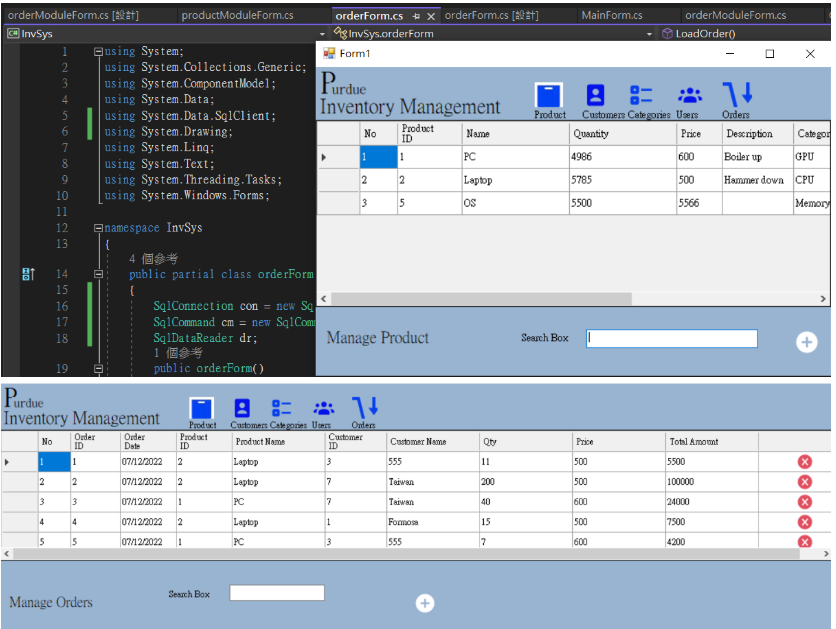 orderModuleForm.cs [設計] productModuleForm.cs orderForm.cs orderForm.cs [設計] MainForm.cs orderModuleForm.cs
C# InvSys InvSys.orderForm LoadOrder()
1 using System;
2 using System.Collections.Generic;
3 using System.ComponentModel;
4 using System.Data;
5 using System.Data.SqlClient;
6 using System.Drawing;
7 using System.Linq;
8 using System.Text;
9 using System.Threading.Tasks;
10 using System.Windows.Forms;
11
12 namespace InvSys
13 {
4 個參考
14 public partial class orderForm
15 {
16 SqlConnection con = new Sq
17 SqlCommand cm = new SqlComm
18 SqlDataReader dr;
1 個參考
19 public orderForm()
Form1
Purdue
Inventory Management
Product Customers Categories Users Orders
No Product ID Name Quantity Price Description Categor
1 1 PC 4986 600 Boiler up GPU
2 2 Laptop 5785 500 Hammer down CPU
3 5 OS 5500 5566 Memory
Manage Product Search Box
Purdue
Inventory Management
Product Customers Categories Users Orders
No Order ID Order Date Product ID Product Name Customer ID Customer Name Qty Price Total Amount
1 1 07/12/2022 2 Laptop 3 555 11 500 5500
2 2 07/12/2022 2 Laptop 7 Taiwan 200 500 100000
3 3 07/12/2022 1 PC 7 Taiwan 40 600 24000
4 4 07/12/2022 2 Laptop 1 Formosa 15 500 7500
5 5 07/12/2022 1 PC 3 555 7 600 4200
Manage Orders Search Box